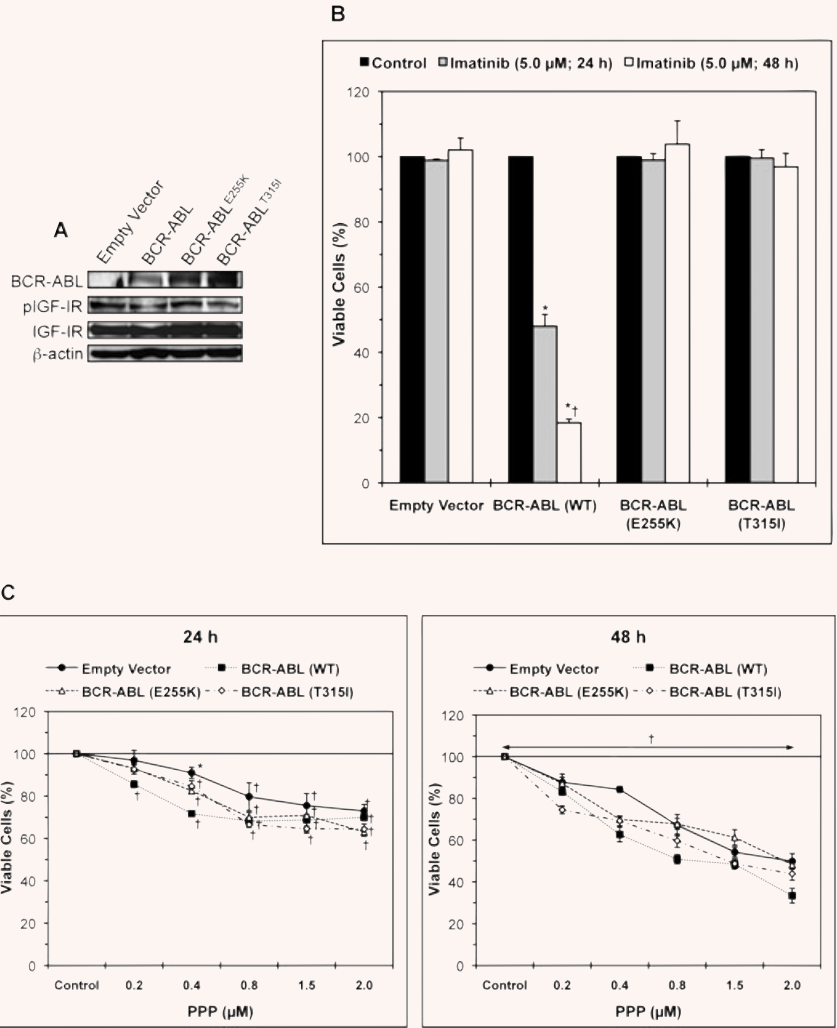 B
Control Imatinib (5.0 µM; 24 h) Imatinib (5.0 µM; 48 h)
120
100
80
60
40
20
0
Viable Cells (%)
*
*†
Empty Vector BCR-ABL (WT) BCR-ABL (E255K) BCR-ABL (T315I)
A
Empty Vector
BCR-ABL
BCR-ABL E255K
BCR-ABL T315I
BCR-ABL
pIGF-IR
IGF-IR
β-actin
C
24 h
Empty Vector BCR-ABL (WT)
BCR-ABL (E255K) BCR-ABL (T315I)
120
100
80
60
40
20
0
Viable Cells (%)
*
†
†
†
†
†
†
†
†
†
†
†
†
†
†
Control 0.2 0.4 0.8 1.5 2.0
PPP (µM)
48 h
Empty Vector BCR-ABL (WT)
BCR-ABL (E255K) BCR-ABL (T315I)
120
100
80
60
40
20
0
Viable Cells (%)
†
Control 0.2 0.4 0.8 1.5 2.0
PPP (µM)